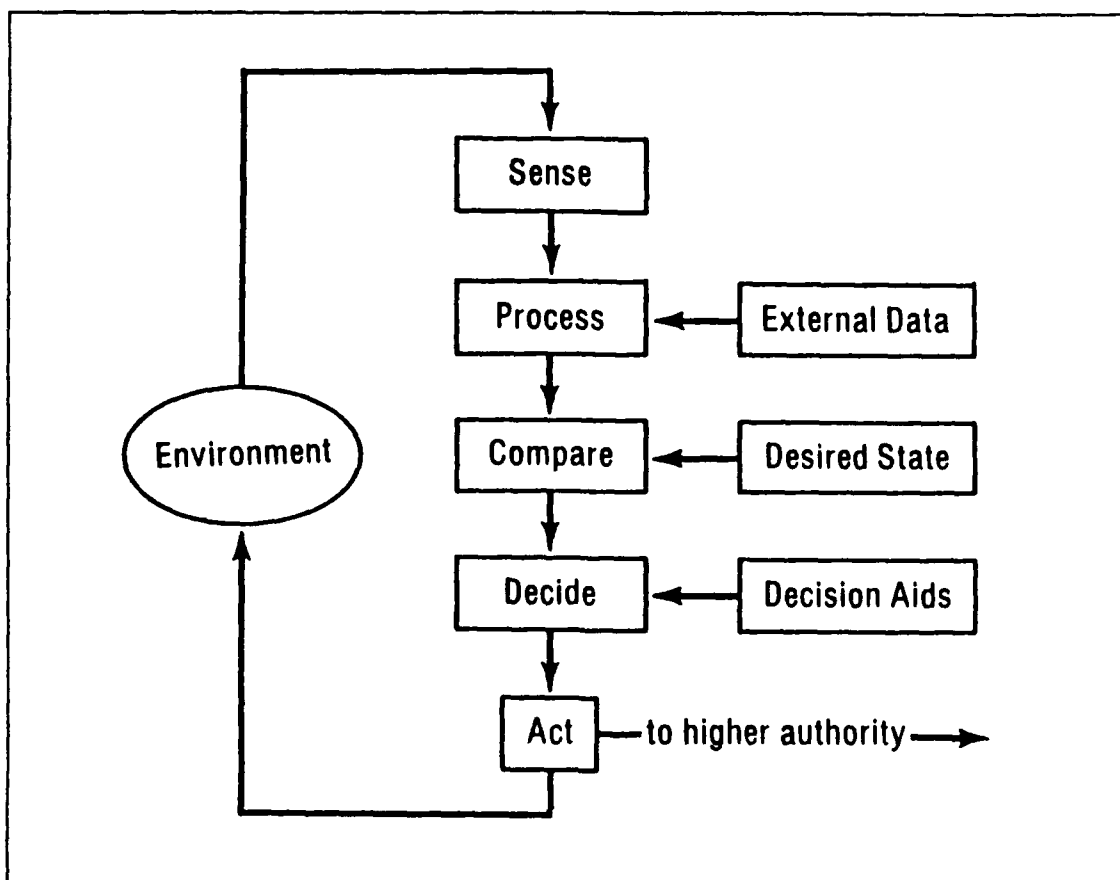 Sense
Process
External Data
Environment
Compare
Desired State
Decide
Decision Aids
Act
to higher authority